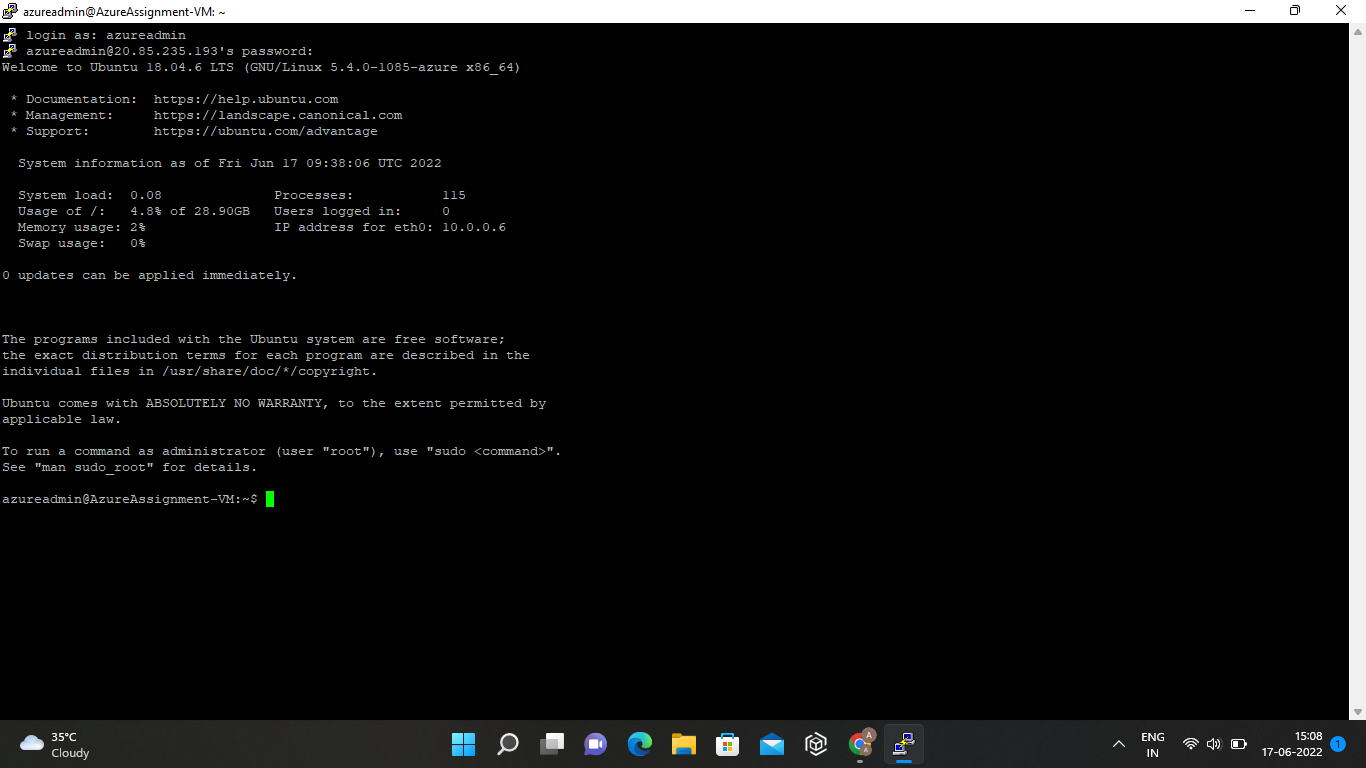 azureadmin@AzureAssignment-VM: ~
login as: azureadmin
azureadmin@20.85.235.193's password:
Welcome to Ubuntu 18.04.6 LTS (GNU/Linux 5.4.0-1085-azure x86_64)
* Documentation:  https://help.ubuntu.com
* Management:     https://landscape.canonical.com
* Support:        https://ubuntu.com/advantage
System information as of Fri Jun 17 09:38:06 UTC 2022
System load:  0.08              Processes:           115
Usage of /:   4.8% of 28.90GB   Users logged in:     0
Memory usage: 2%                IP address for eth0: 10.0.0.6
Swap usage:   0%
0 updates can be applied immediately.
The programs included with the Ubuntu system are free software;
the exact distribution terms for each program are described in the
individual files in /usr/share/doc/*/copyright.
Ubuntu comes with ABSOLUTELY NO WARRANTY, to the extent permitted by
applicable law.
To run a command as administrator (user "root"), use "sudo <command>".
See "man sudo_root" for details.
azureadmin@AzureAssignment-VM:~$
35°C
Cloudy
A
A
ENG
IN
15:08
17-06-2022
1